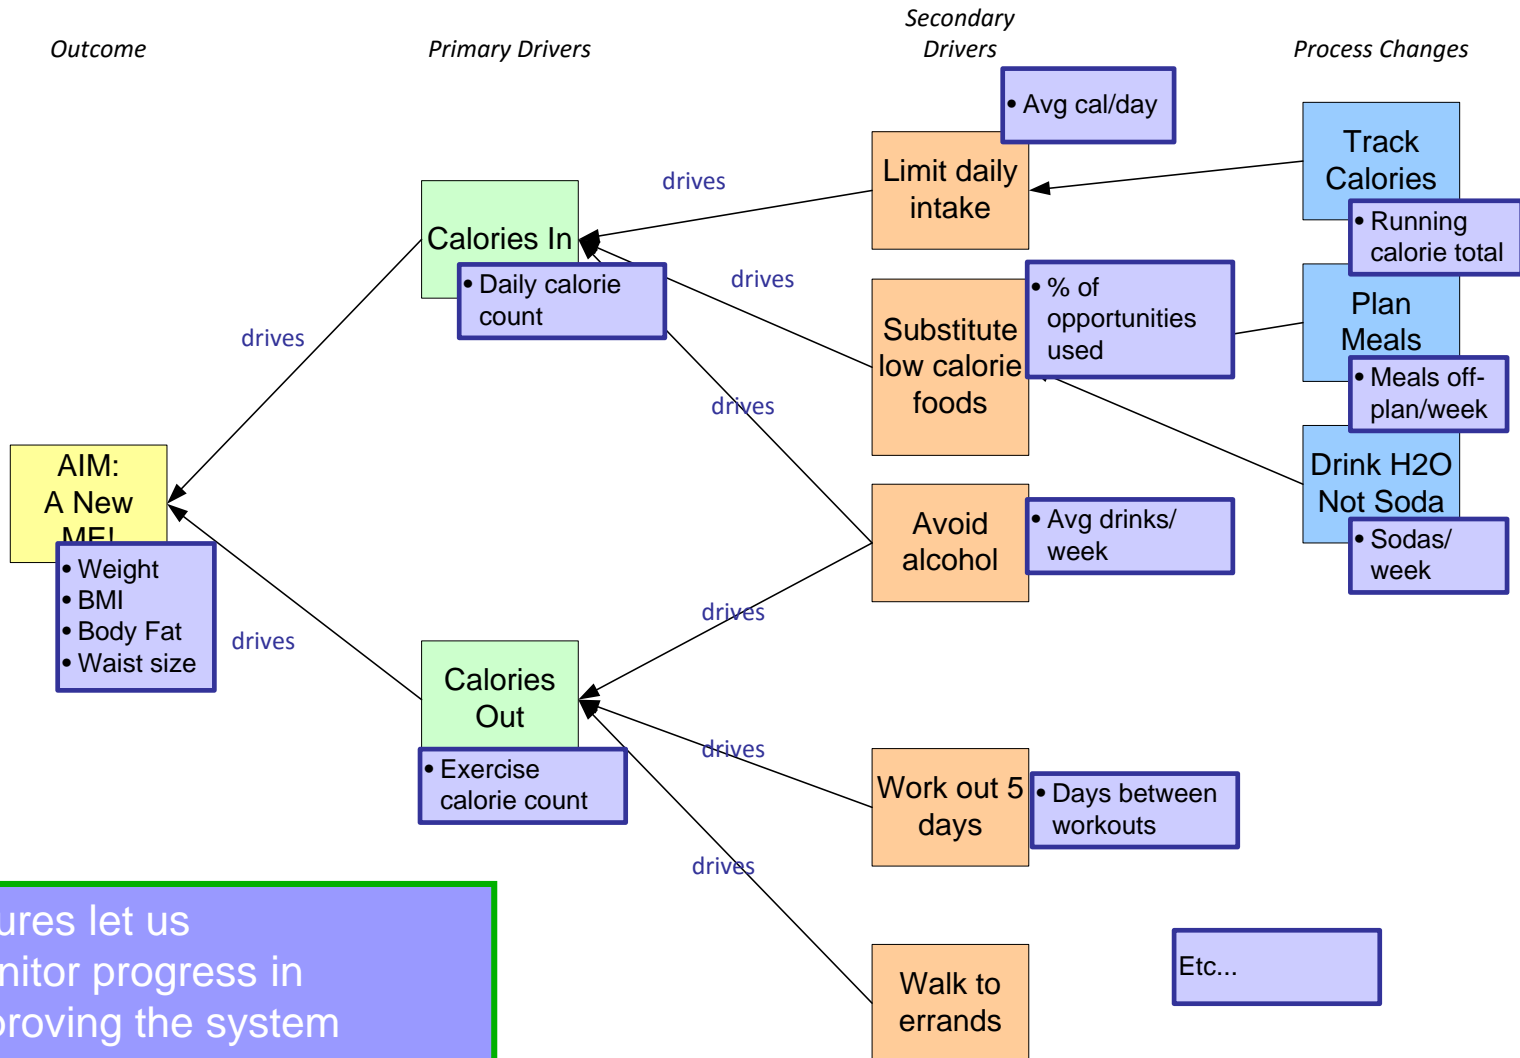 Outcome
Primary Drivers
Secondary
Drivers
Process Changes
AIM:
A New
ME!
• Weight
• BMI
• Body Fat
• Waist size
drives
drives
Calories In
• Daily calorie
count
Calories
Out
• Exercise
calorie count
drives
drives
drives
drives
drives
drives
Limit daily
intake
• Avg cal/day
Substitute
low calorie
foods
• % of
opportunities
used
Avoid
alcohol
• Avg drinks/
week
Work out 5
days
• Days between
workouts
Walk to
errands
Track
Calories
• Running
calorie total
Plan
Meals
• Meals off-
plan/week
Drink H2O
Not Soda
• Sodas/
week
Etc...
ures let us
nitor progress in
proving the system